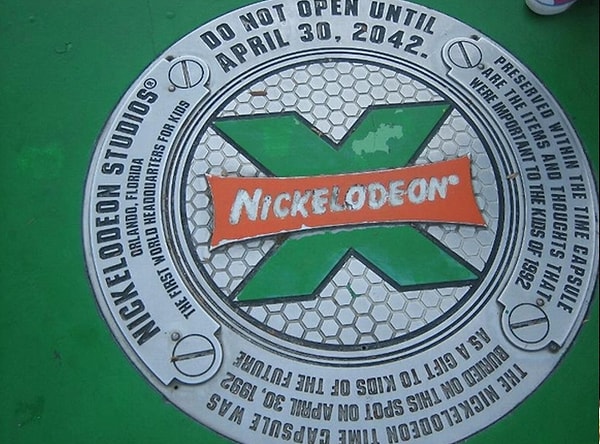 DO NOT OPEN UNTIL
APRIL 30, 2042.
PRESERVED WITHIN THE TIME CAPSULE
ARE THE ITEMS AND THOUGHTS THAT
WERE IMPORTANT TO THE KIDS OF 1992
THE NICKELODEON TIME CAPSULE WAS
BURIED ON THIS SPOT ON APRIL 30, 1992
AS A GIFT TO KIDS OF THE FUTURE
NICKELODEON STUDIOS®
ORLANDO, FLORIDA
THE FIRST WORLD HEADQUARTERS FOR KIDS
NICKELODEON®